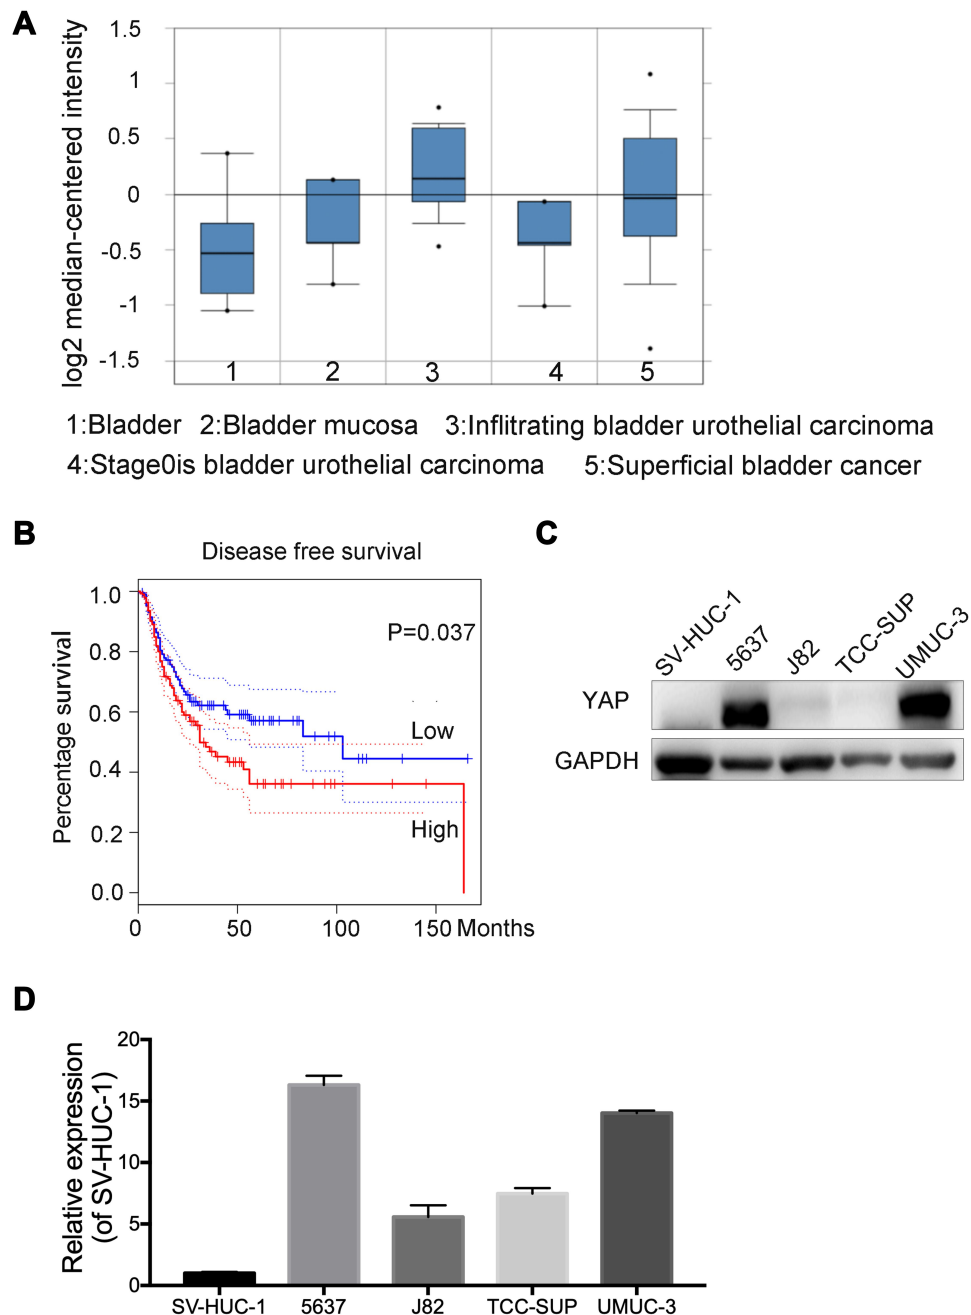 A
log2 median-centered intensity
1.5
1
0.5
0
-0.5
-1
-1.5
1 2 3 4 5
1:Bladder 2:Bladder mucosa 3:Inflitrating bladder urothelial carcinoma
4:Stage0is bladder urothelial carcinoma 5:Superficial bladder cancer
B
Disease free survival
Percentage survival
1.0
0.8
0.6
0.4
0.2
0.0
P=0.037
Low
High
0 50 100 150 Months
C
SV-HUC-1 5637 J82 TCC-SUP UMUC-3
YAP
GAPDH
D
Relative expression
(of SV-HUC-1)
20
15
10
5
0
SV-HUC-1 5637 J82 TCC-SUP UMUC-3